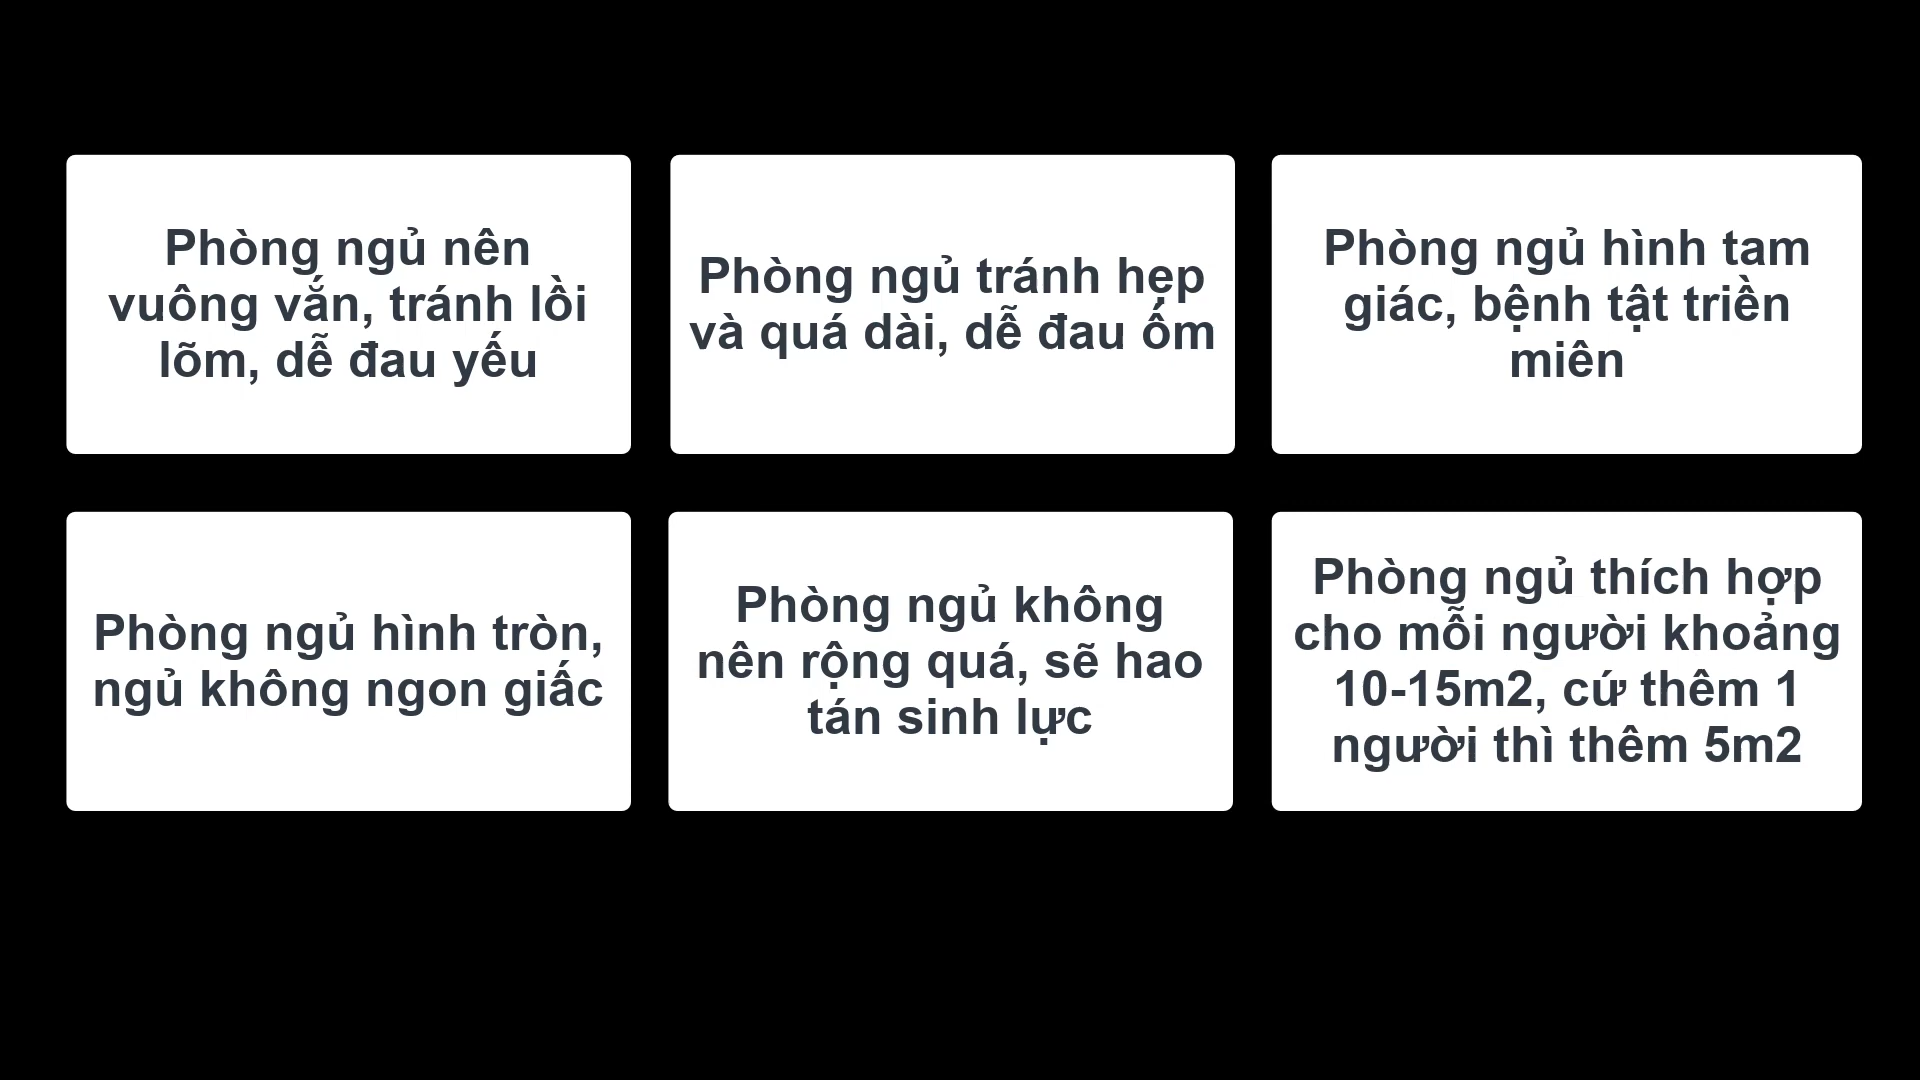 Phòng ngủ nên
vuông vắn, tránh lồi
lõm, dễ đau yếu
Phòng ngủ tránh hẹp
và quá dài, dễ đau ốm
Phòng ngủ hình tam
giác, bệnh tật triền
miên
Phòng ngủ hình tròn,
ngủ không ngon giấc
Phòng ngủ không
nên rộng quá, sẽ hao
tán sinh lực
Phòng ngủ thích hợp
cho mỗi người khoảng
10-15m2, cứ thêm 1
người thì thêm 5m2